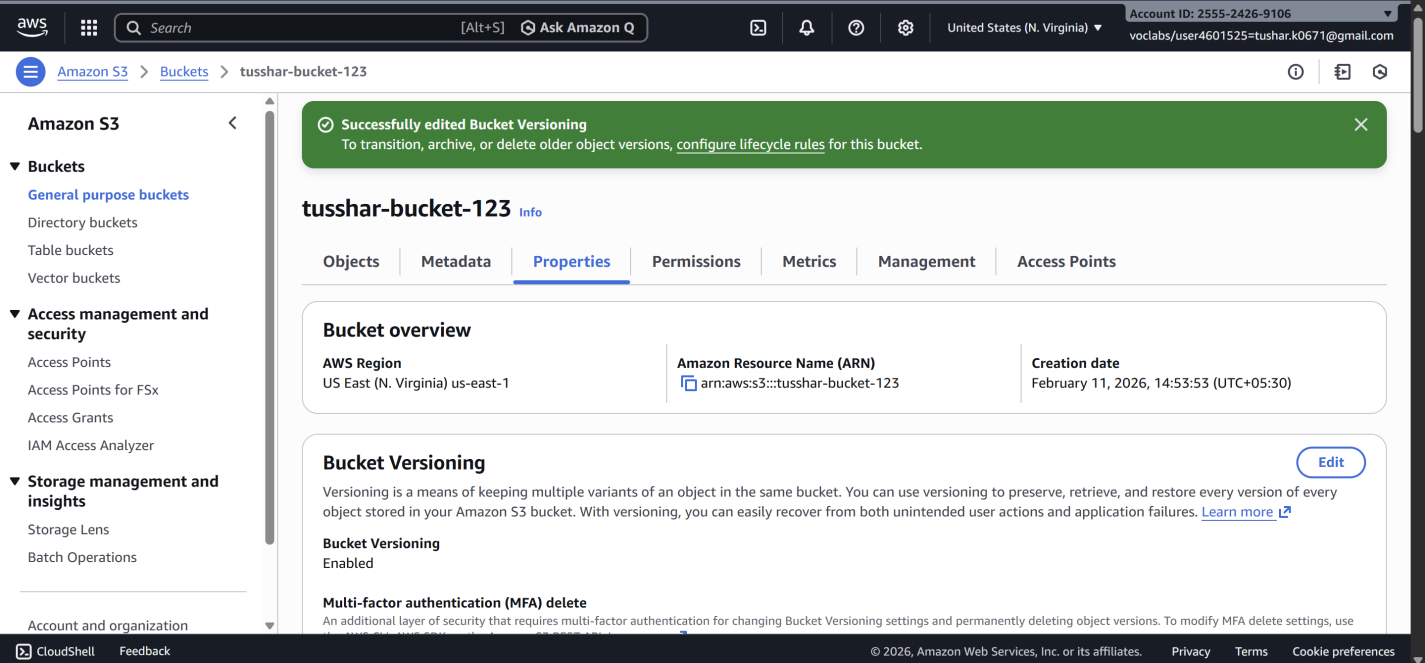 aws
Search [Alt+S] Ask Amazon Q
United States (N. Virginia)
Account ID: 2555-2426-9106
voclabs/user4601525=tushar.k0671@gmail.com
Amazon S3 > Buckets > tusshar-bucket-123
Amazon S3
Buckets
General purpose buckets
Directory buckets
Table buckets
Vector buckets
Access management and
security
Access Points
Access Points for FSx
Access Grants
IAM Access Analyzer
Storage management and
insights
Storage Lens
Batch Operations
Account and organization
Successfully edited Bucket Versioning
To transition, archive, or delete older object versions, configure lifecycle rules for this bucket.
tusshar-bucket-123 Info
Objects Metadata Properties Permissions Metrics Management Access Points
Bucket overview
AWS Region
US East (N. Virginia) us-east-1
Amazon Resource Name (ARN)
arn:aws:s3:::tusshar-bucket-123
Creation date
February 11, 2026, 14:53:53 (UTC+05:30)
Bucket Versioning
Edit
Versioning is a means of keeping multiple variants of an object in the same bucket. You can use versioning to preserve, retrieve, and restore every version of every
object stored in your Amazon S3 bucket. With versioning, you can easily recover from both unintended user actions and application failures. Learn more
Bucket Versioning
Enabled
Multi-factor authentication (MFA) delete
An additional layer of security that requires multi-factor authentication for changing Bucket Versioning settings and permanently deleting object versions. To modify MFA delete settings, use
CloudShell Feedback
© 2026, Amazon Web Services, Inc. or its affiliates. Privacy Terms Cookie preferences